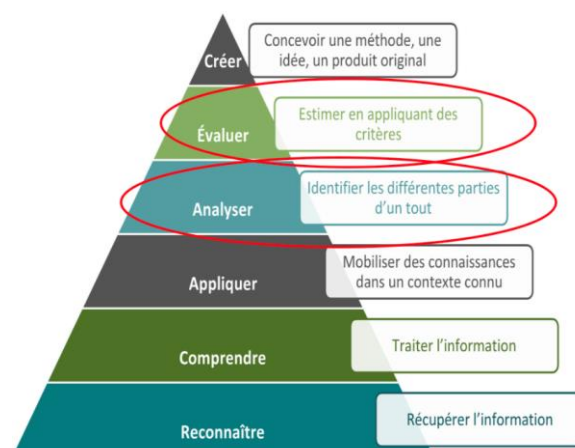 Créer
Concevoir une méthode, une
idée, un produit original
Évaluer
Estimer en appliquant des
critères
Analyser
Identifier les différentes parties
d'un tout
Appliquer
Mobiliser des connaissances
dans un contexte connu
Comprendre
Traiter l'information
Reconnaître
Récupérer l'information